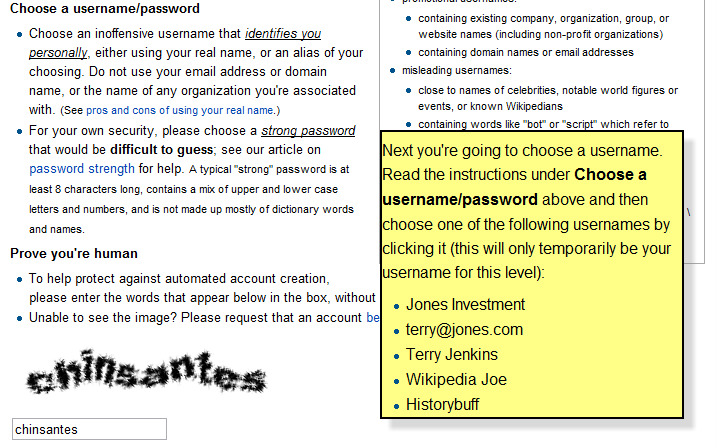 Choose a username/password
Choose an inoffensive username that identifies you
personally, either using your real name, or an alias of your
choosing. Do not use your email address or domain
name, or the name of any organization you're associated
with. (See pros and cons of using your real name.)
For your own security, please choose a strong password
that would be difficult to guess; see our article on
password strength for help. A typical "strong" password is at
least 8 characters long, contains a mix of upper and lower case
letters and numbers, and is not made up mostly of dictionary words
and names.
Prove you're human
To help protect against automated account creation,
please enter the words that appear below in the box, without
Unable to see the image? Please request that an account be
chinsantes
chinsantes
promotional usernames:
containing existing company, organization, group, or
website names (including non-profit organizations)
containing domain names or email addresses
misleading usernames:
close to names of celebrities, notable world figures or
events, or known Wikipedians
containing words like "bot" or "script" which refer to
\
Next you're going to choose a username.
Read the instructions under Choose a
username/password above and then
choose one of the following usernames by
clicking it (this will only temporarily be your
username for this level):
Jones Investment
terry@jones.com
Terry Jenkins
Wikipedia Joe
Historybuff